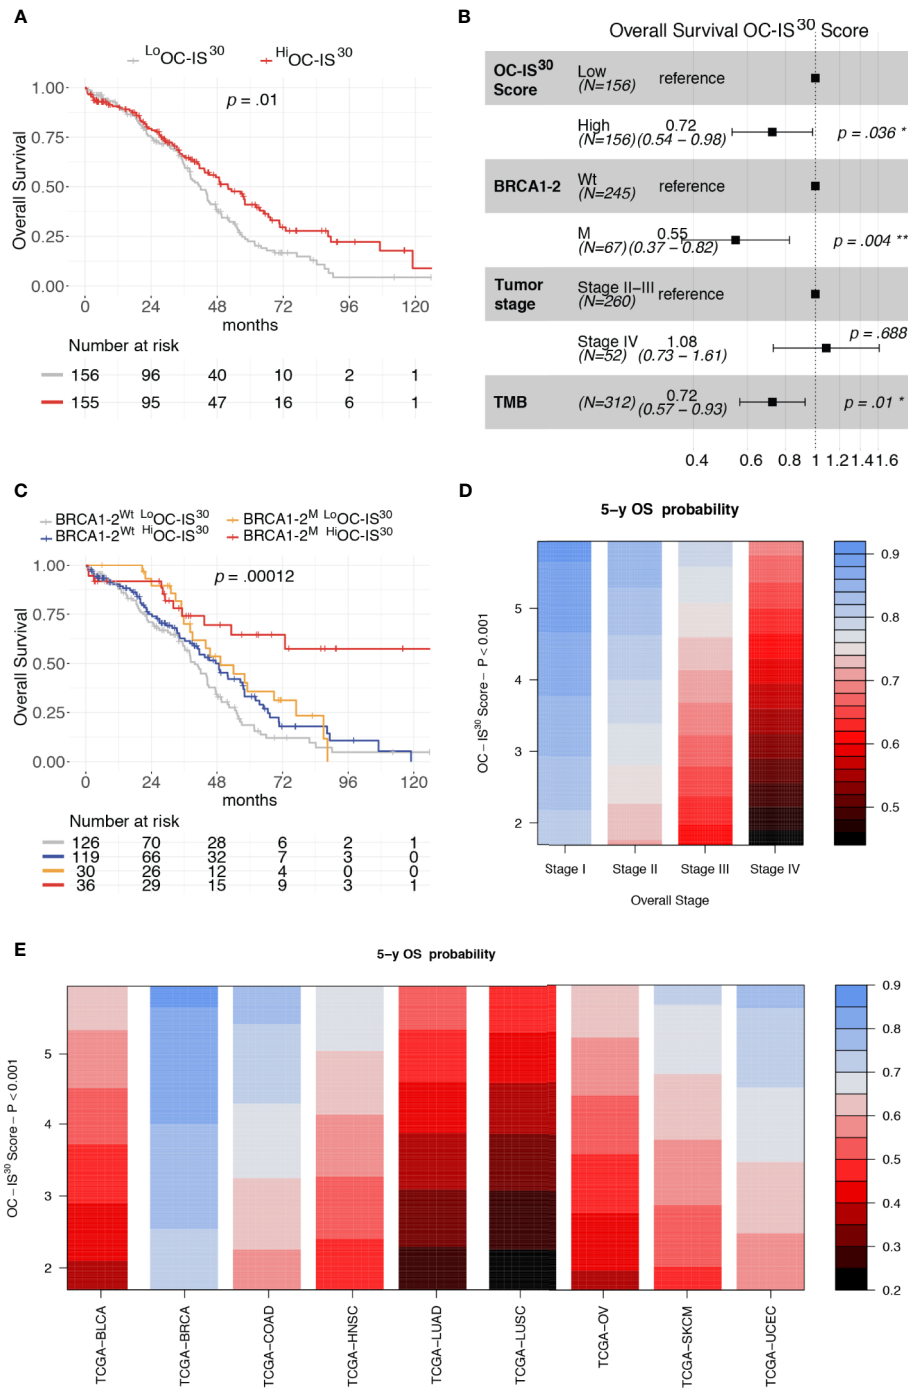 A
LoOC-IS30 HiOC-IS30
p = .01
Overall Survival
1.00
0.75
0.50
0.25
0.00
0 24 48 72 96 120
months
Number at risk
156 96 40 10 2 1
155 95 47 16 6 1
B
Overall Survival OC-IS30 Score
OC-IS30 Score Low (N=156) reference
High (N=156) 0.72 (0.54 – 0.98) p = .036 *
BRCA1-2 Wt (N=245) reference
M (N=67) 0.55 (0.37 – 0.82) p = .004 **
Tumor stage Stage II–III (N=260) reference
Stage IV (N=52) 1.08 (0.73 – 1.61) p = .688
TMB (N=312) 0.72 (0.57 – 0.93) p = .01 *
0.4 0.6 0.8 1 1.2 1.4 1.6
C
BRCA1-2Wt LoOC-IS30 BRCA1-2M LoOC-IS30
BRCA1-2Wt HiOC-IS30 BRCA1-2M HiOC-IS30
p = .00012
Overall Survival
1.00
0.75
0.50
0.25
0.00
0 24 48 72 96 120
months
Number at risk
126 70 28 6 2 1
119 66 32 7 3 0
30 26 12 4 0 0
36 29 15 9 3 1
D
5–y OS probability
OC – IS30 Score – P < 0.001
5
4
3
2
Stage I Stage II Stage III Stage IV
Overall Stage
0.9
0.8
0.7
0.6
0.5
E
5–y OS probability
OC – IS30 Score – P < 0.001
5
4
3
2
TCGA–BLCA
TCGA–BRCA
TCGA–COAD
TCGA–HNSC
TCGA–LUAD
TCGA–LUSC
TCGA–OV
TCGA–SKCM
TCGA–UCEC
0.9
0.9
0.8
0.7
0.6
0.5
0.4
0.3
0.2